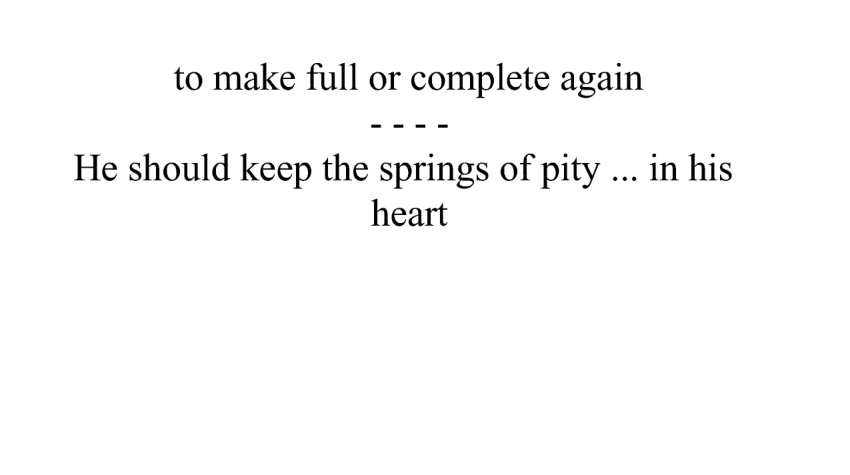 to make full or complete again
- - - -
He should keep the springs of pity ... in his
heart